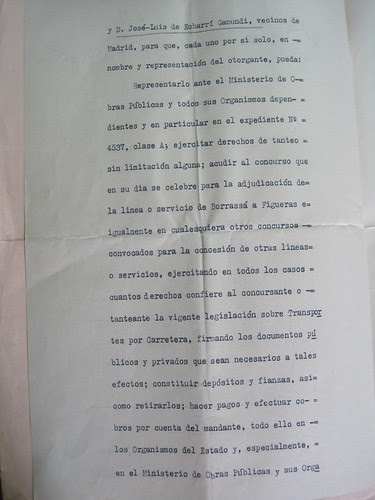 y D. José-Luis de Echarri Gamundi, vecinos de
Madrid, para que, cada uno por si solo, en -=
nombre y representación del otorgante, pueda:
Representarlo ante el Ministerio de O-
bras Públicas y todos sus Organismos depen-
dientes y en particular en el expediente Nº
4537, clase A; ejercitar derechos de tanteo =
sin limitación alguna; acudir al concurso que
en su dia se celebre para la adjudicación de=
la linea o servicio de Borrassá a Figueras e=
igualmente en cualesquiera otros concursos -=
convocados para la concesión de otras lineas=
o servicios, ejercitando en todos los casos =
cuantos derechos confiere al concursante o -=
tanteante la vigente legislación sobre Transpor
tes por Carretera, firmando los documentos pú
blicos y privados que sean necesarios a tales
efectos; constituir depósitos y fianzas, asi=
como retirarlos; hacer pagos y efectuar co-
bros por cuenta del mandante, todo ello en -=
los Organismos del Estado y, especialmente, =
en el Ministerio de Obras Públicas y sus Orga